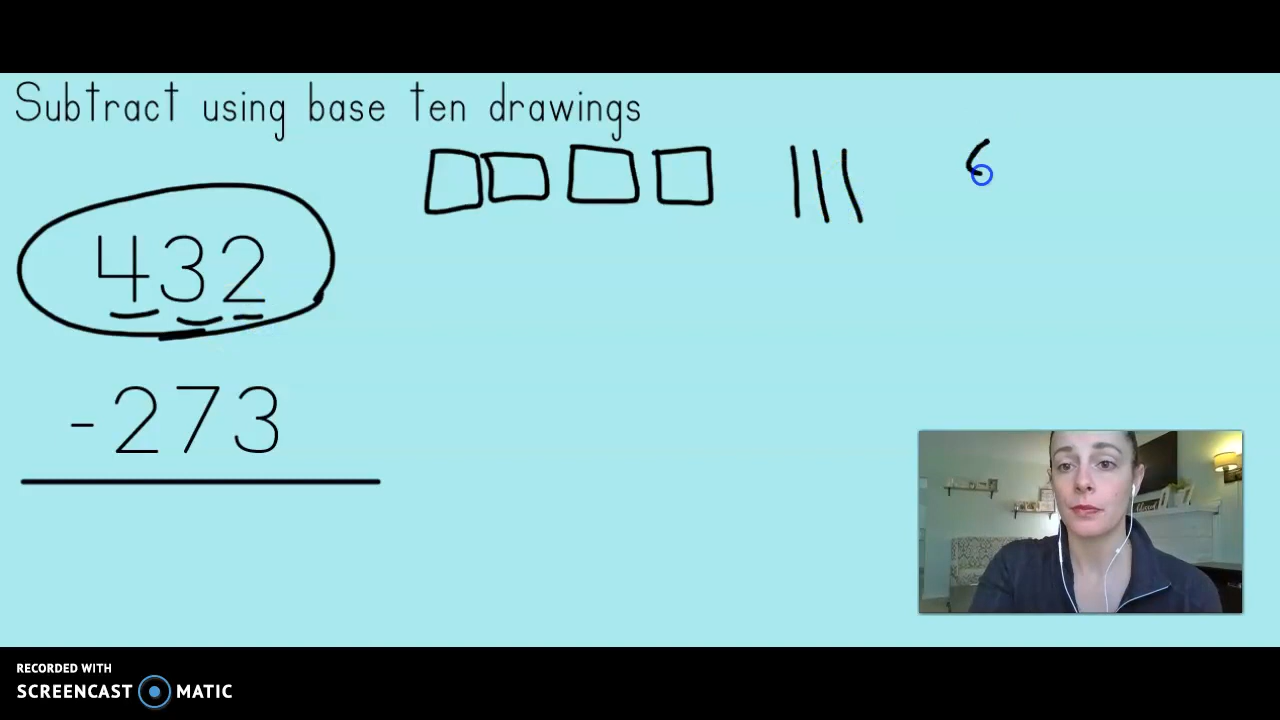 Subtract using base ten drawings
432
-273
RECORDED WITH
SCREENCAST MATIC